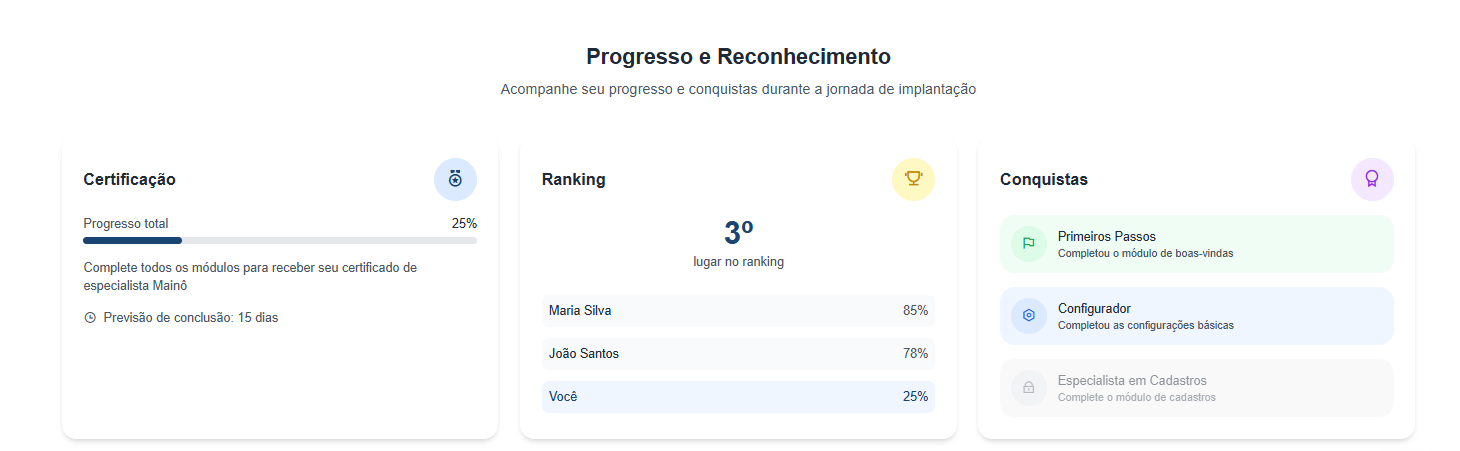 Progresso e Reconhecimento
Acompanhe seu progresso e conquistas durante a jornada de implantação
Certificação
Progresso total 25%
Complete todos os módulos para receber seu certificado de
especialista Mainô
Previsão de conclusão: 15 dias
Ranking
3º
lugar no ranking
Maria Silva 85%
João Santos 78%
Você 25%
Conquistas
Primeiros Passos
Completou o módulo de boas-vindas
Configurador
Completou as configurações básicas
Especialista em Cadastros
Complete o módulo de cadastros